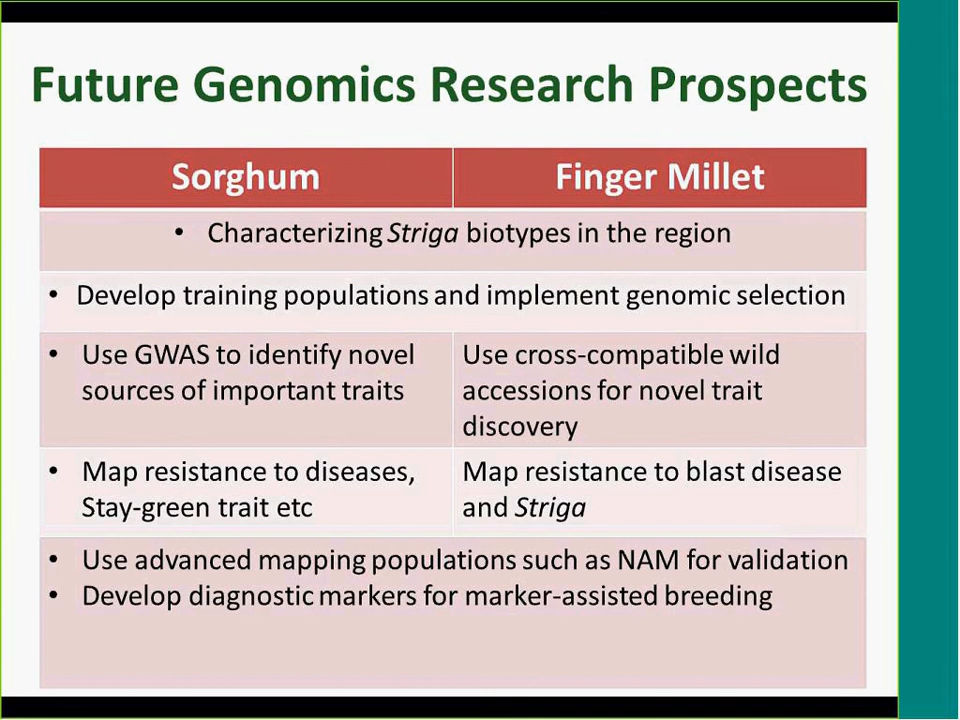 Future Genomics Research Prospects
Sorghum
Finger Millet
• Characterizing Striga biotypes in the region
• Develop training populations and implement genomic selection
• Use GWAS to identify novel
sources of important traits
Use cross-compatible wild
accessions for novel trait
discovery
• Map resistance to diseases,
Stay-green trait etc
Map resistance to blast disease
and Striga
• Use advanced mapping populations such as NAM for validation
• Develop diagnostic markers for marker-assisted breeding